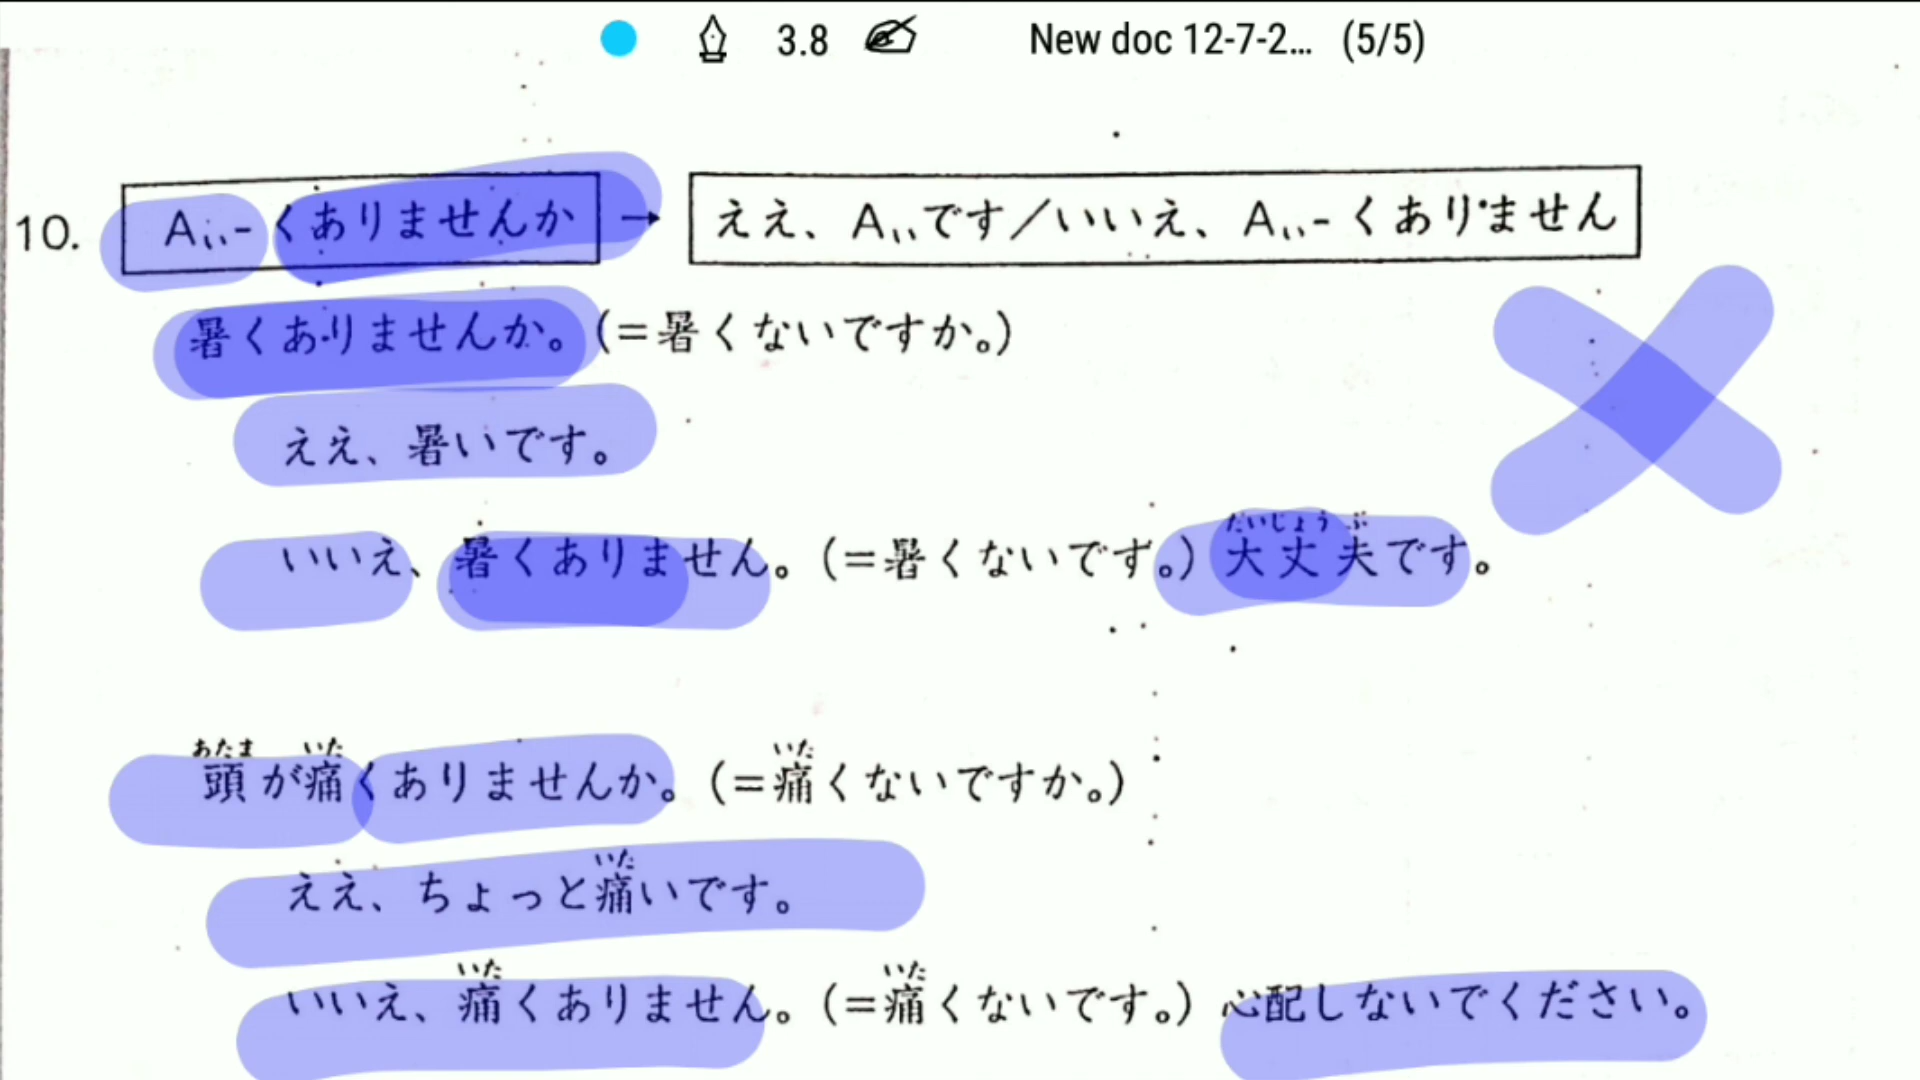 3.8 New doc 12-7-2... (5/5)
10. Aい-くありませんか → ええ、Aいです／いいえ、Aい-くありません
暑くありませんか。(=暑くないですか。)
ええ、暑いです。
だいじょうぶ
いいえ、暑くありません。(=暑くないです。) 大丈夫です。
あたま いた いた
頭が痛くありませんか。(=痛くないですか。)
いた
ええ、ちょっと痛いです。
いた いた
いいえ、痛くありません。(=痛くないです。) 心配しないでください。